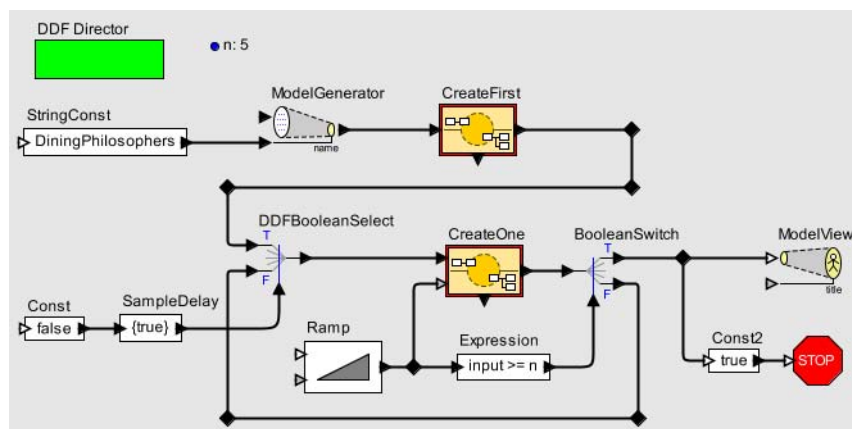 DDF Director
n: 5
ModelGenerator
CreateFirst
StringConst
DiningPhilosophers
name
DDFBooleanSelect
CreateOne
BooleanSwitch
ModelView
T
T
F
F
title
Const
SampleDelay
false
{true}
Ramp
Expression
input >= n
Const2
true
STOP